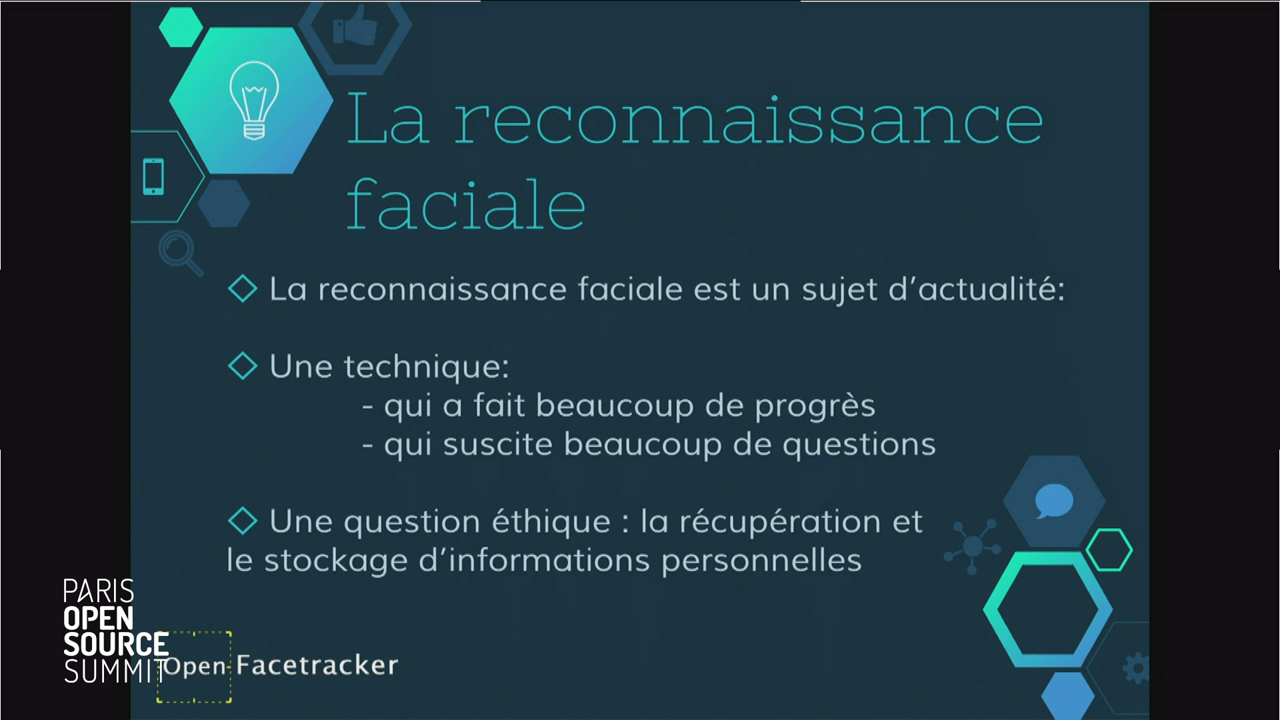 La reconnaissance
faciale
La reconnaissance faciale est un sujet d'actualité:
Une technique:
- qui a fait beaucoup de progrès
- qui suscite beaucoup de questions
Une question éthique : la récupération et
le stockage d'informations personnelles
PARIS
OPEN
SOURCE
SUMMIT
Open Facetracker